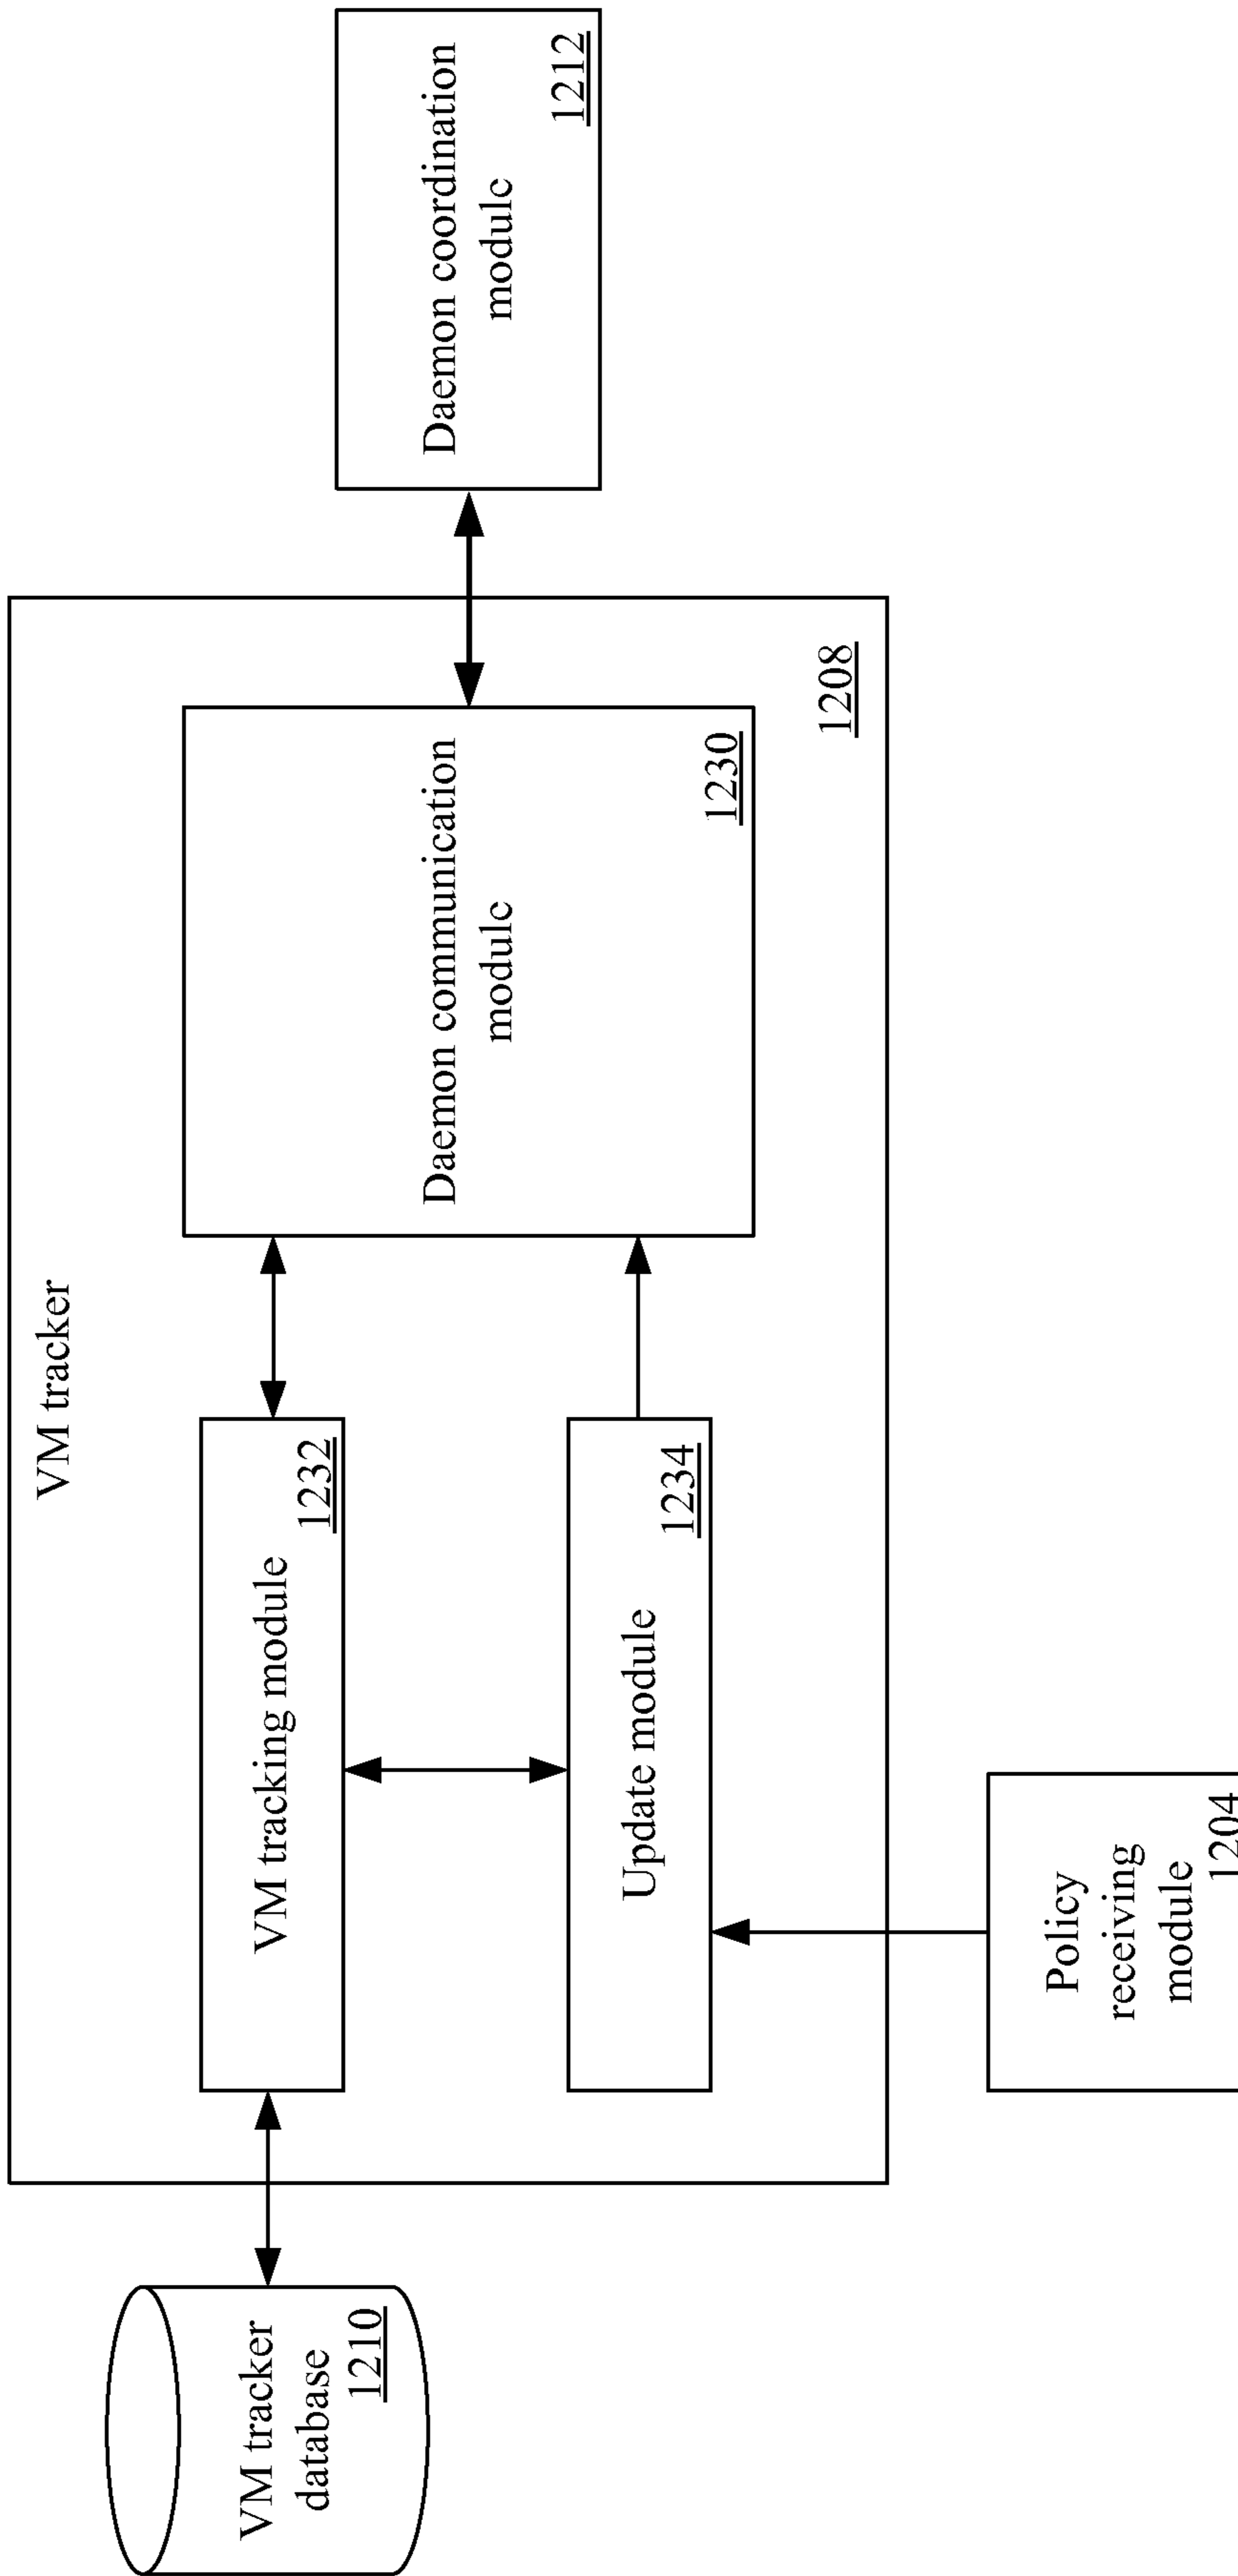 VM tracker
VM tracker
database
1210
VM tracking module
1232
Update module
1234
Daemon communication
module
1230
1208
Daemon coordination
module
1212
Policy
receiving
module
1204